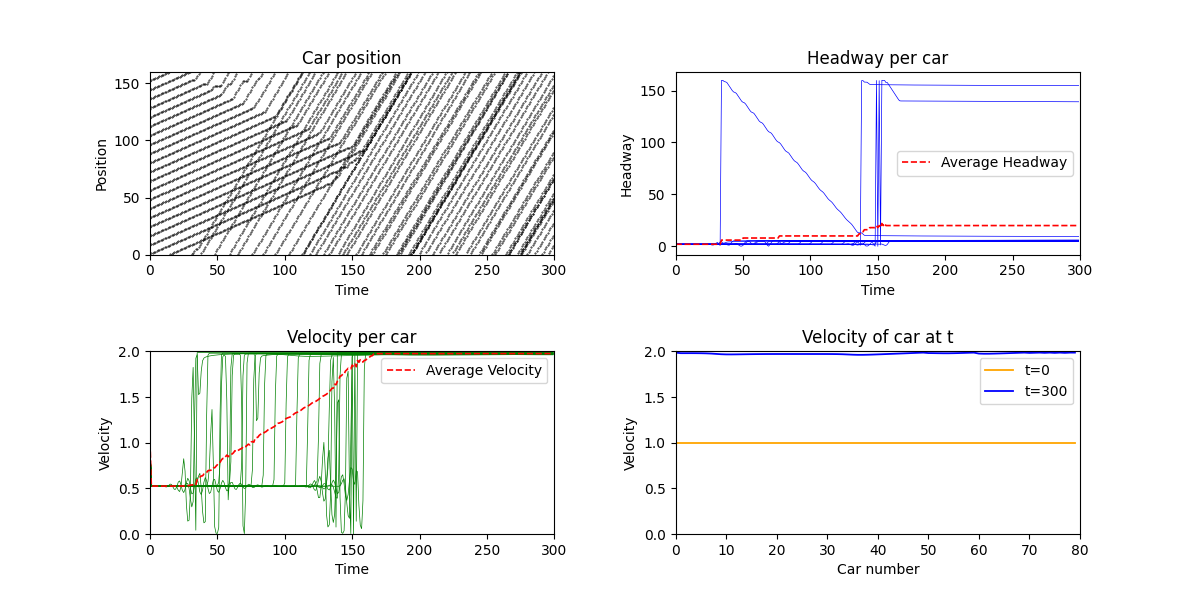 Car position
Position
150
100
50
0
0 50 100 150 200 250 300
Time
Headway per car
Headway
150
100
50
0
Average Headway
0 50 100 150 200 250 300
Time
Velocity per car
Velocity
2.0
1.5
1.0
0.5
0.0
Average Velocity
0 50 100 150 200 250 300
Time
Velocity of car at t
Velocity
2.0
1.5
1.0
0.5
0.0
t=0
t=300
0 10 20 30 40 50 60 70 80
Car number